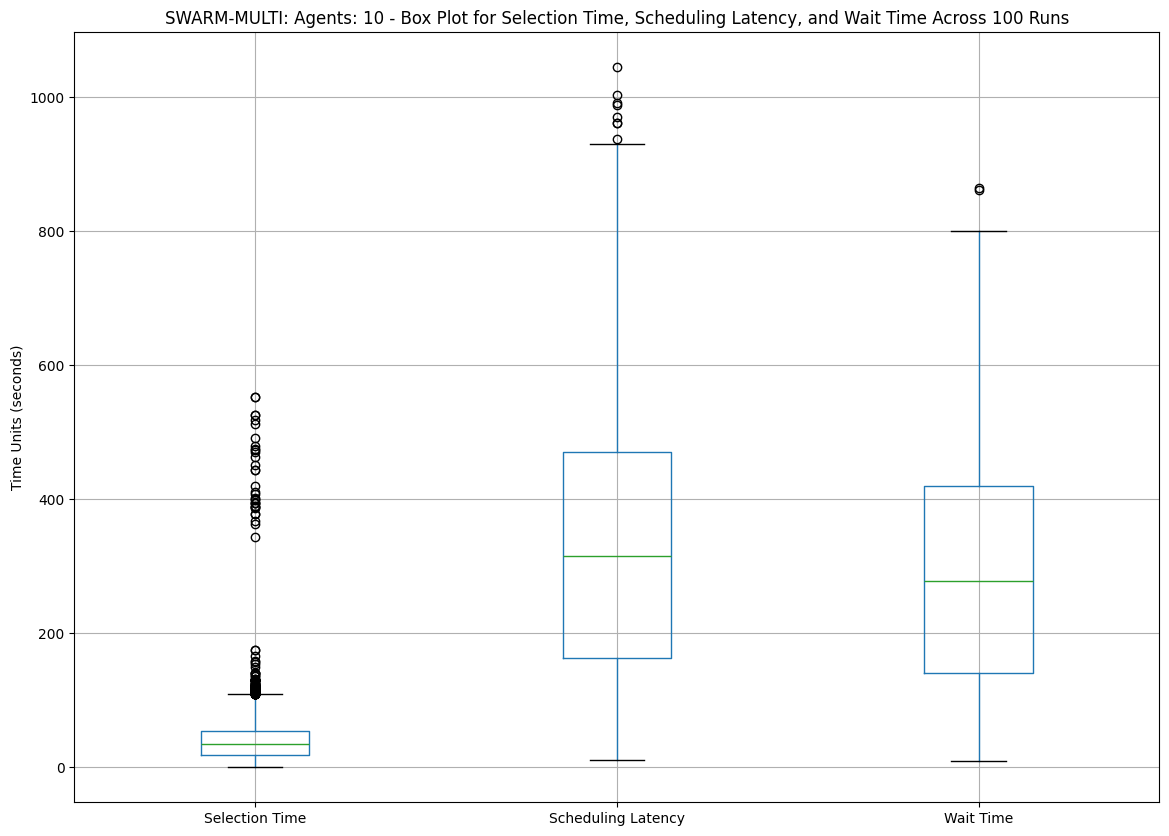 SWARM-MULTI: Agents: 10 - Box Plot for Selection Time, Scheduling Latency, and Wait Time Across 100 Runs
Time Units (seconds)
1000
800
600
400
200
0
Selection Time
Scheduling Latency
Wait Time